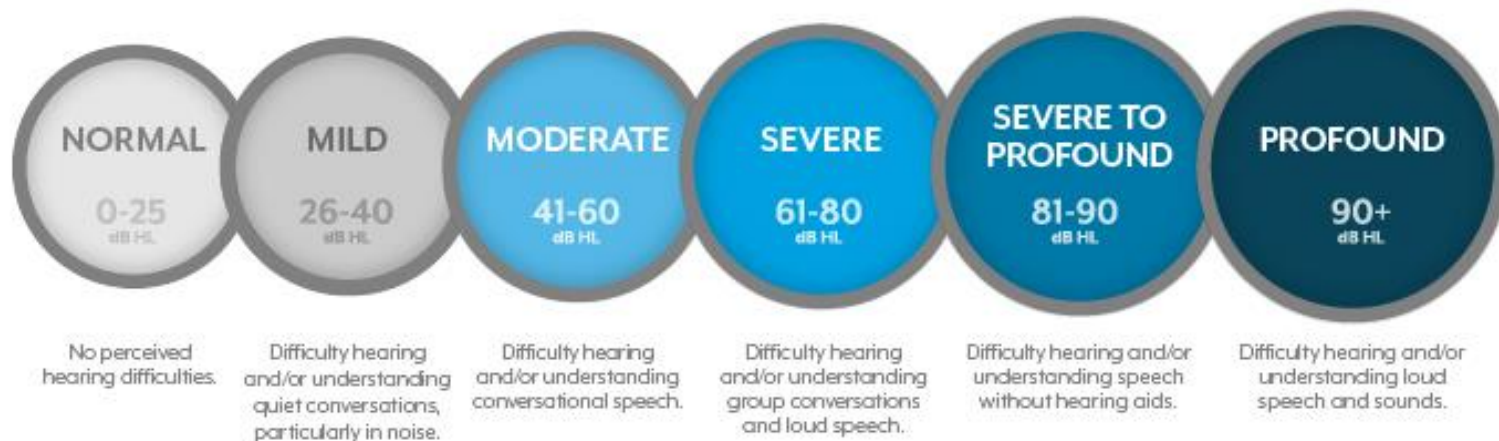 NORMAL
0-25
dB HL
No perceived
hearing difficulties.
MILD
26-40
dB HL
Difficulty hearing
and/or understanding
quiet conversations,
particularly in noise.
MODERATE
41-60
dB HL
Difficulty hearing
and/or understanding
conversational speech.
SEVERE
61-80
dB HL
Difficulty hearing
and/or understanding
group conversations
and loud speech.
SEVERE TO
PROFOUND
81-90
dB HL
Difficulty hearing and/or
understanding speech
without hearing aids.
PROFOUND
90+
dB HL
Difficulty hearing and/or
understanding loud
speech and sounds.